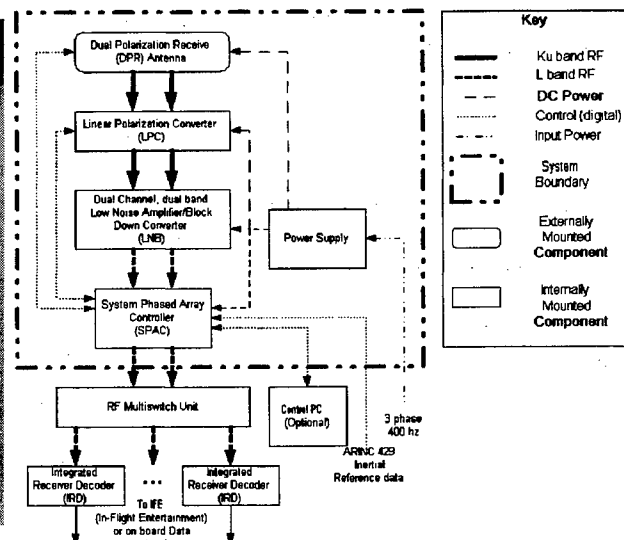 Dual Polarization Receive
(DPR) Antenna
Linear Polarization Converter
(LPC)
Dual Channel, dual band
Low Noise Amplifier/Block
Down Converter
(LNB)
Power Supply
System Phased Array
Controller
(SPAC)
RF Multiswitch Unit
Control PC
(Optional)
3 phase
400 hz
ARINC 429
Inertial
Reference data
Integrated
Receiver Decoder
(IRD)
Integrated
Receiver Decoder
(IRD)
To IFE
(In-Flight Entertainment)
or on board Data
Key
Ku band RF
L band RF
DC Power
Control (digital)
Input Power
System
Boundary
Externally
Mounted
Component
Internally
Mounted
Component